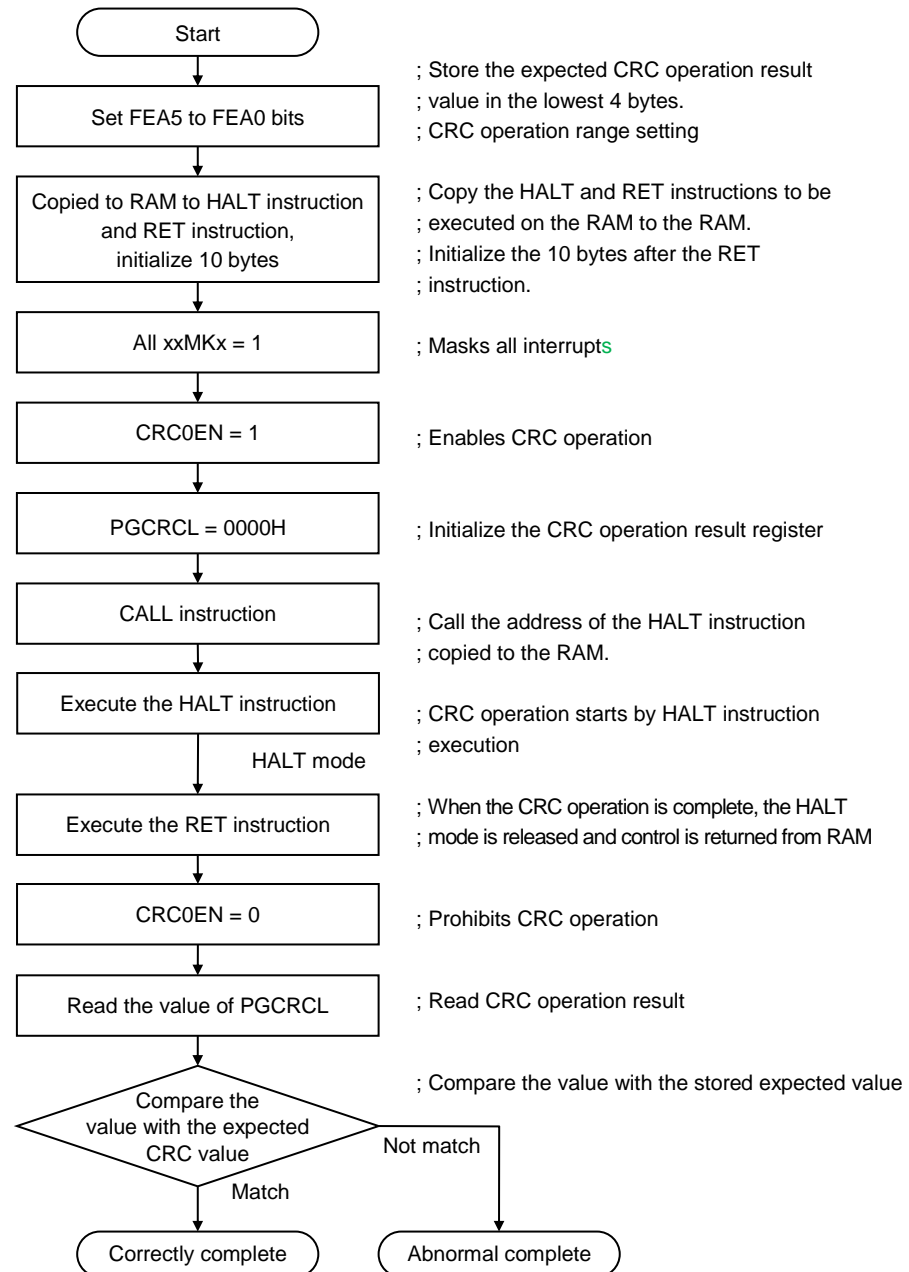 Start
; Store the expected CRC operation result
; value in the lowest 4 bytes.
; CRC operation range setting
Set FEA5 to FEA0 bits
Copied to RAM to HALT instruction
and RET instruction,
initialize 10 bytes
; Copy the HALT and RET instructions to be
; executed on the RAM to the RAM.
; Initialize the 10 bytes after the RET
; instruction.
All xxMKx = 1
; Masks all interrupts
CRC0EN = 1
; Enables CRC operation
PGCRCL = 0000H
; Initialize the CRC operation result register
CALL instruction
; Call the address of the HALT instruction
; copied to the RAM.
Execute the HALT instruction
; CRC operation starts by HALT instruction
; execution
HALT mode
Execute the RET instruction
; When the CRC operation is complete, the HALT
; mode is released and control is returned from RAM
CRC0EN = 0
; Prohibits CRC operation
Read the value of PGCRCL
; Read CRC operation result
; Compare the value with the stored expected value
Compare the
value with the expected
CRC value
Not match
Match
Correctly complete
Abnormal complete